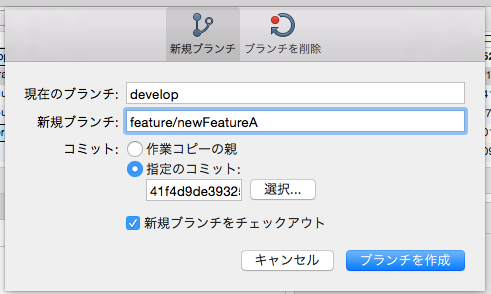 新規ブランチ ブランチを削除
現在のブランチ: develop
新規ブランチ: feature/newFeatureA
コミット: 作業コピーの親
指定のコミット:
41f4d9de3932 選択...
新規ブランチをチェックアウト
キャンセル ブランチを作成